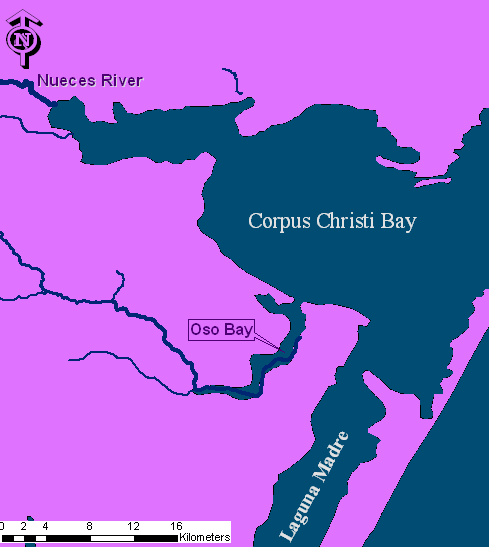 N
Nueces River
Corpus Christi Bay
Oso Bay
Laguna Madre
0 2 4 8 12 16
Kilometers